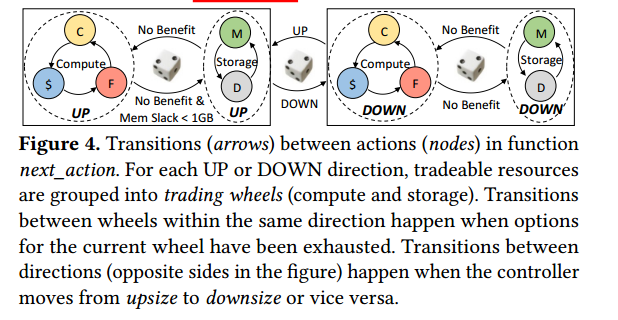 C
$
F
Compute
UP
No Benefit
No Benefit &
Mem Slack < 1GB
M
Storage
D
UP
UP
DOWN
C
$
F
Compute
DOWN
No Benefit
No Benefit
M
Storage
D
DOWN
Figure 4. Transitions (arrows) between actions (nodes) in function
next_action. For each UP or DOWN direction, tradeable resources
are grouped into trading wheels (compute and storage). Transitions
between wheels within the same direction happen when options
for the current wheel have been exhausted. Transitions between
directions (opposite sides in the figure) happen when the controller
moves from upsize to downsize or vice versa.